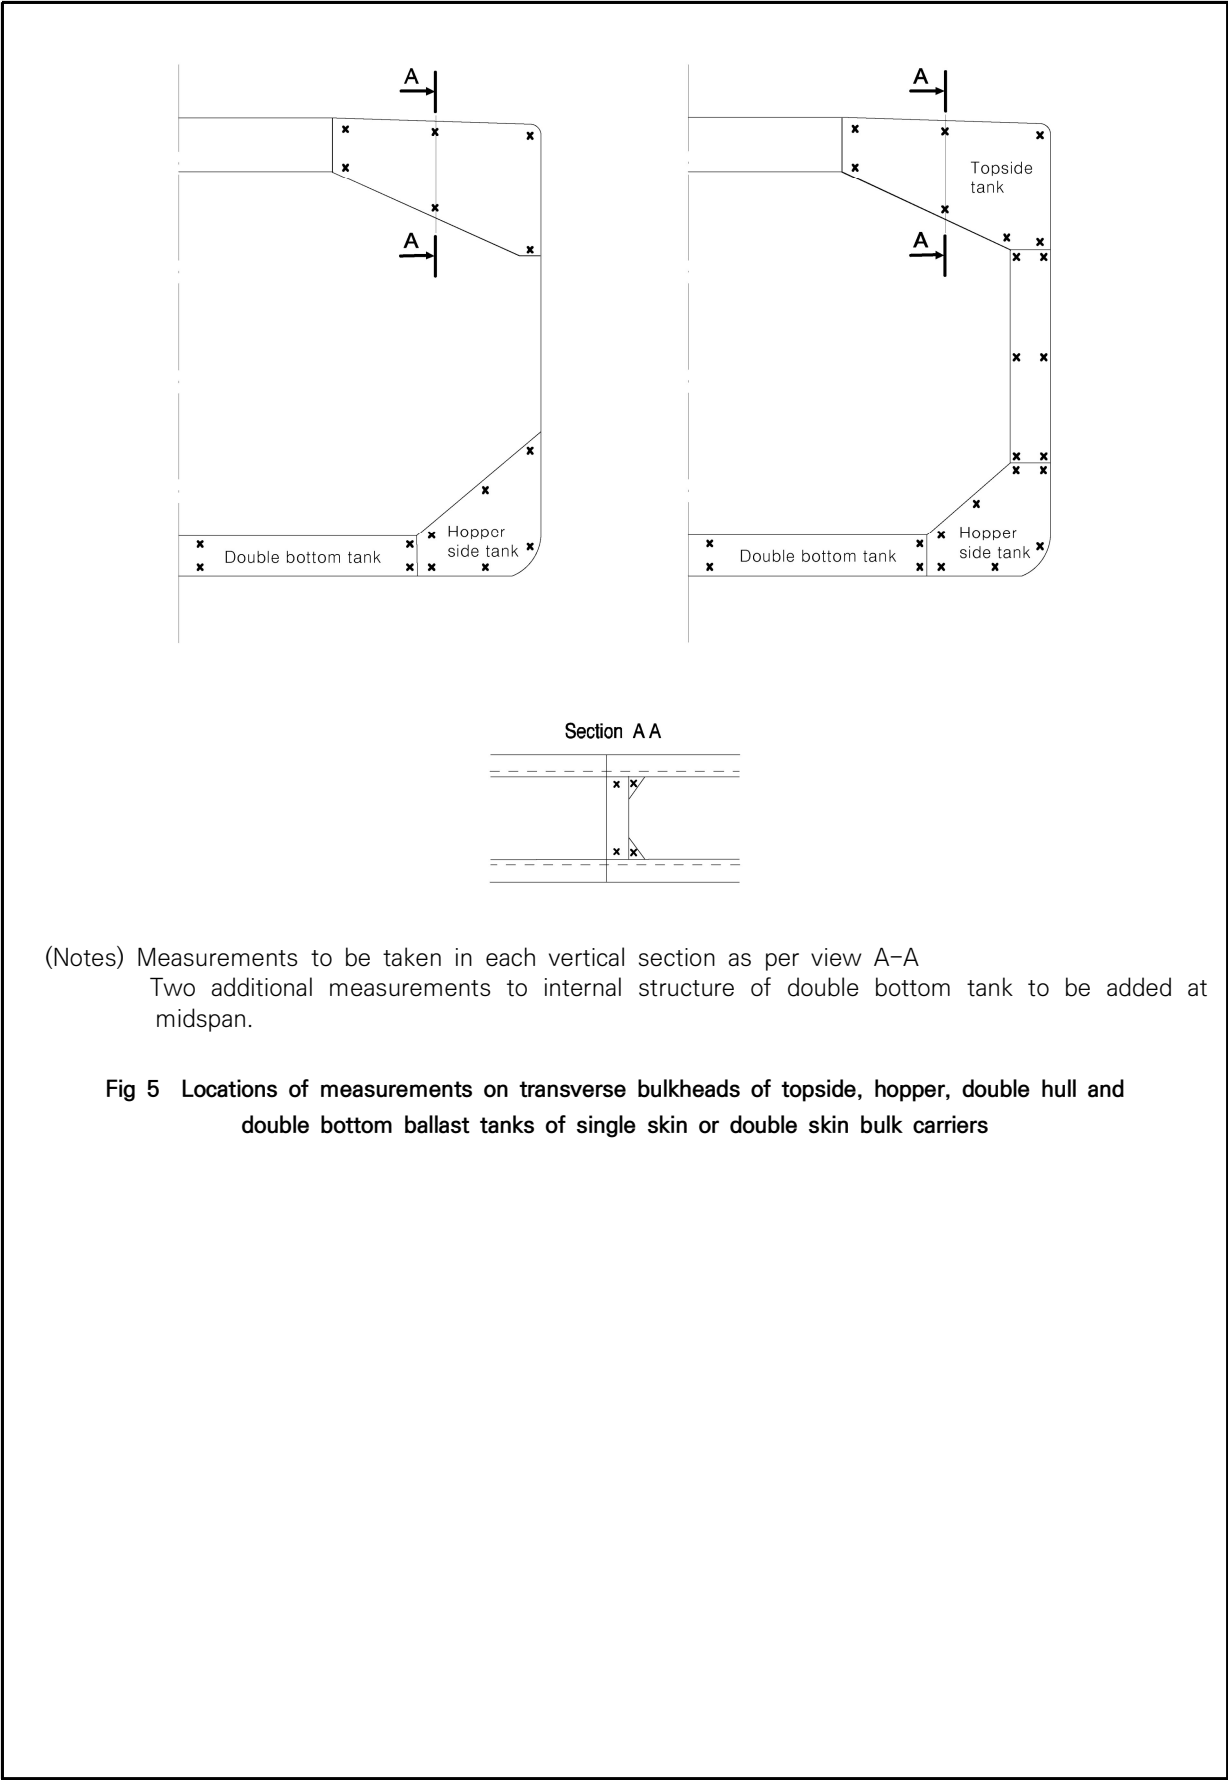 A
A
A
A
Topside
tank
Hopper
side tank
Double bottom tank
Hopper
side tank
Double bottom tank
Section A A
(Notes) Measurements to be taken in each vertical section as per view A-A
Two additional measurements to internal structure of double bottom tank to be added at
midspan.
Fig 5 Locations of measurements on transverse bulkheads of topside, hopper, double hull and
double bottom ballast tanks of single skin or double skin bulk carriers